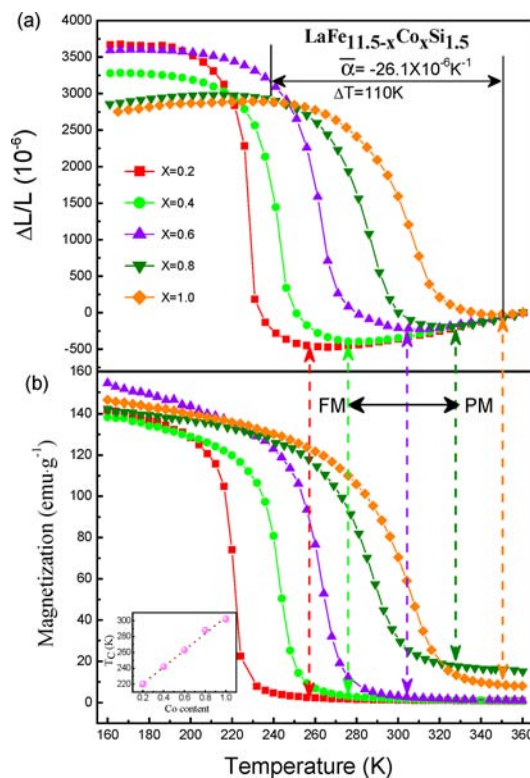 (a)
LaFe11.5-xCoxSi1.5
α̅= -26.1X10-6K-1
ΔT=110K
4000
3500
3000
2500
2000
1500
1000
500
0
-500
ΔL/L (10-6)
X=0.2
X=0.4
X=0.6
X=0.8
X=1.0
(b)
160
140
120
100
80
60
40
20
0
Magnetization (emu·g-1)
FM
PM
300
280
260
240
220
TC(K)
0.2 0.4 0.6 0.8 1.0
Co content
160 180 200 220 240 260 280 300 320 340 360
Temperature (K)